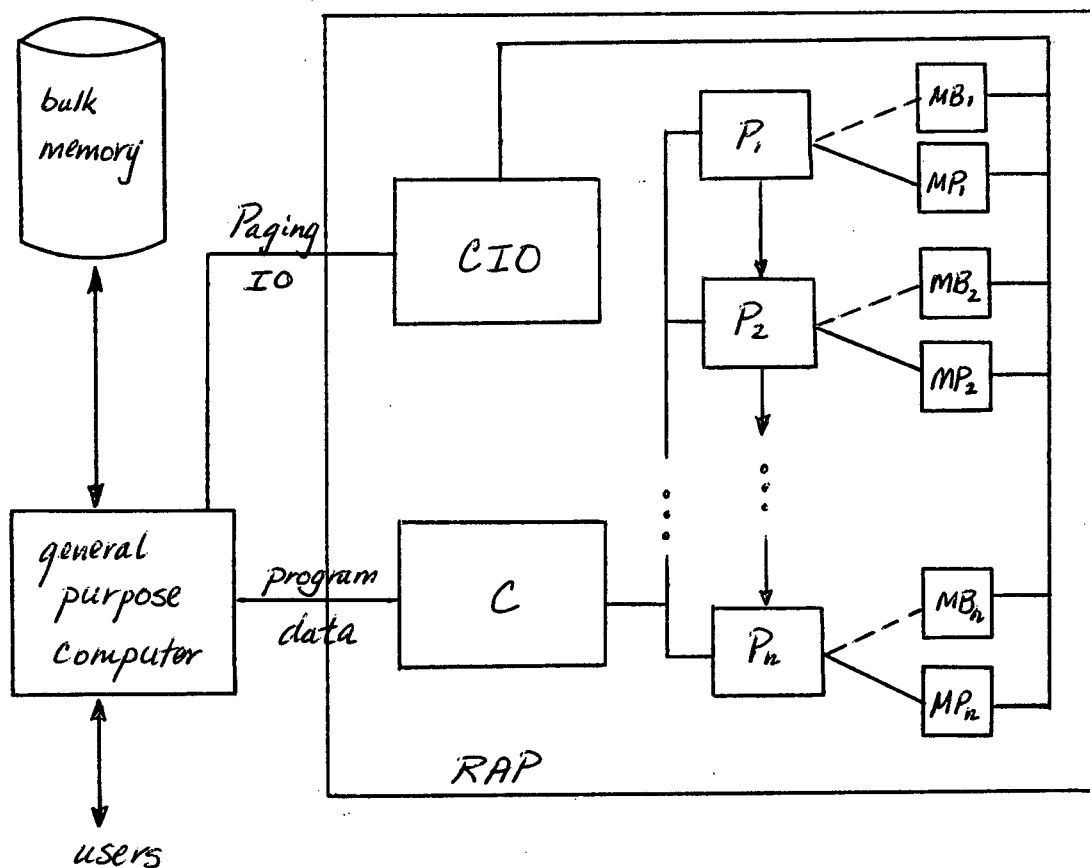 bulk
memory
Paging
IO
CIO
P₁
MB₁
MP₁
P₂
MB₂
MP₂
general
purpose
computer
program
data
C
Pₙ
MBₙ
MPₙ
RAP
users